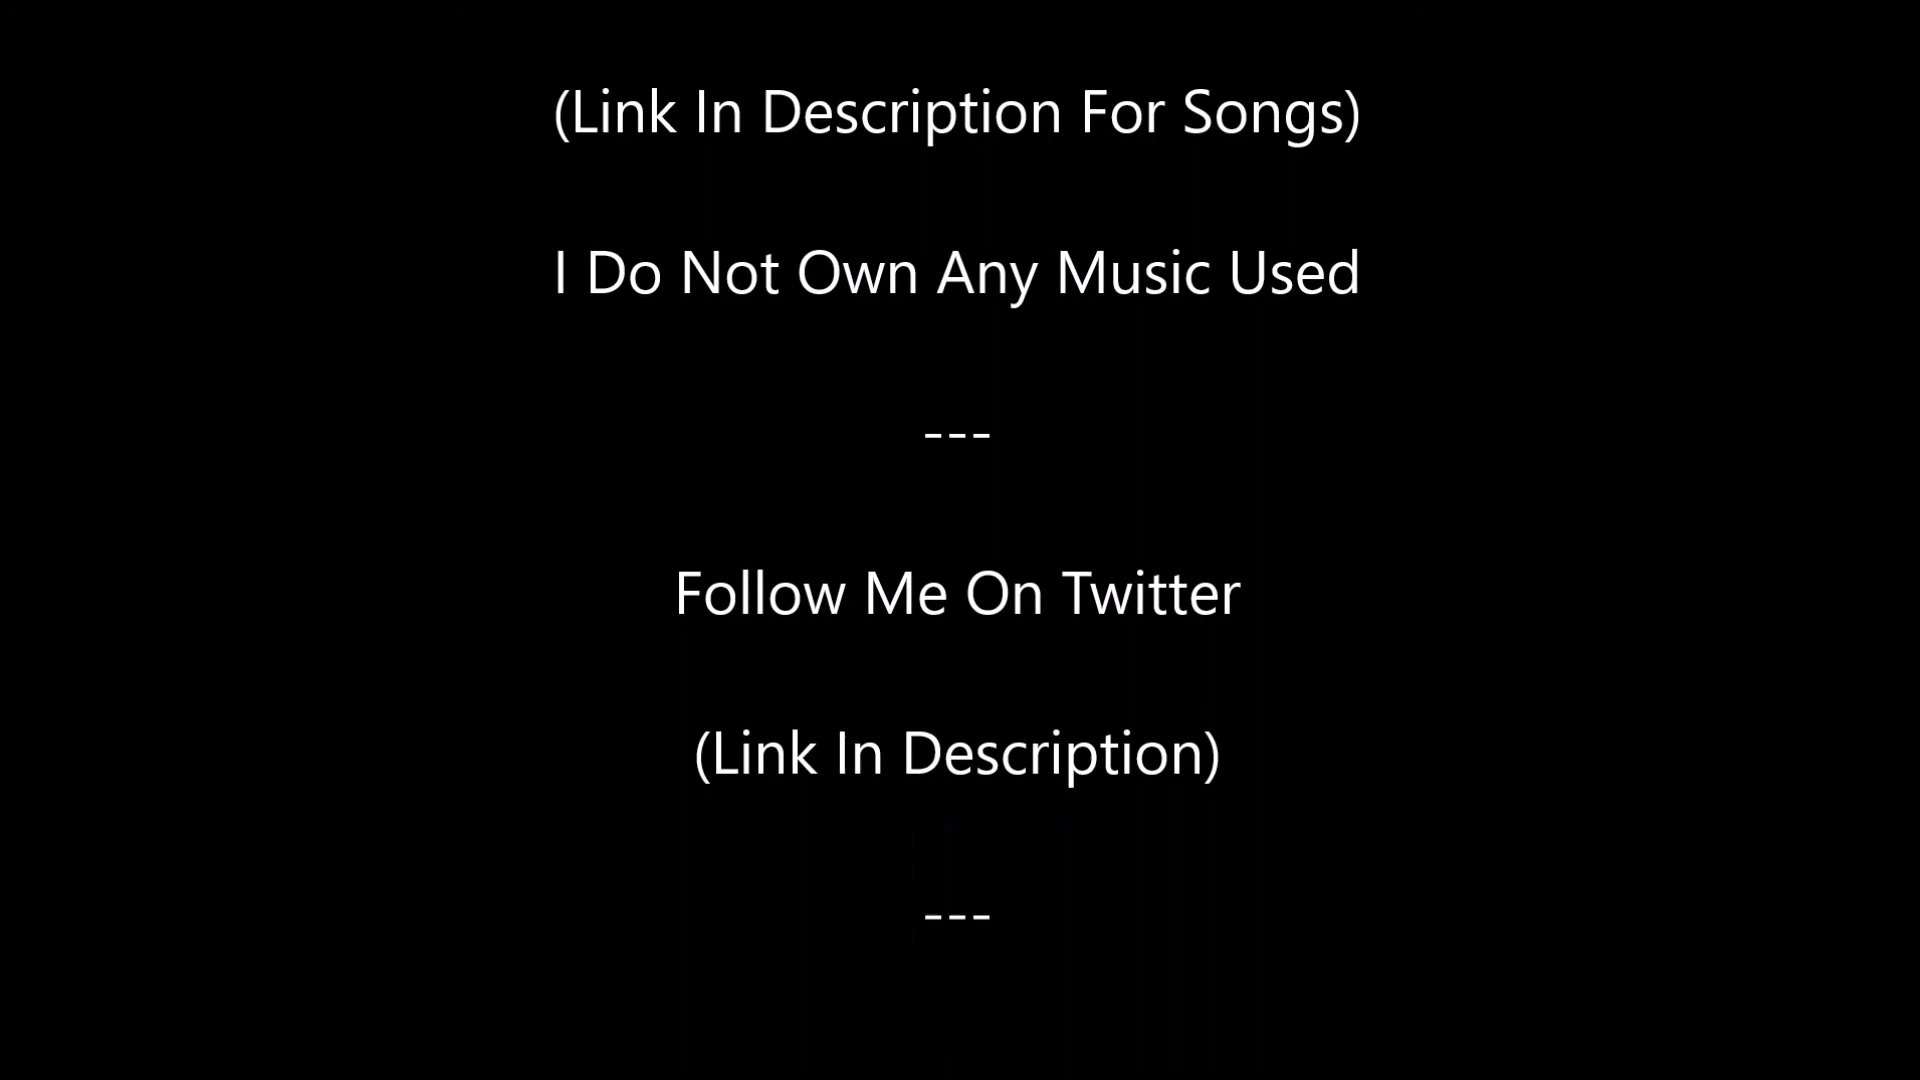 (Link In Description For Songs)
I Do Not Own Any Music Used
---
Follow Me On Twitter
(Link In Description)
---